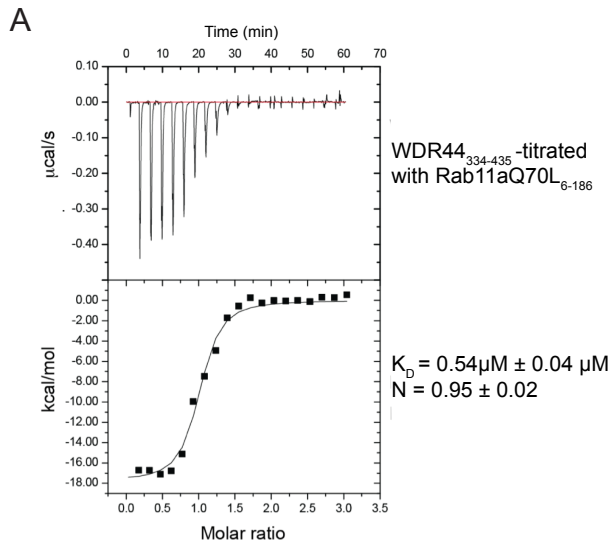 A
Time (min)
0 10 20 30 40 50 60 70
0.10
0.00
-0.10
-0.20
-0.30
-0.40
µcal/s
WDR44334-435 -titrated
with Rab11aQ70L6-186
0.00
-2.00
-4.00
-6.00
-8.00
-10.00
-12.00
-14.00
-16.00
-18.00
kcal/mol
KD = 0.54µM ± 0.04 µM
N = 0.95 ± 0.02
0.0 0.5 1.0 1.5 2.0 2.5 3.0 3.5
Molar ratio